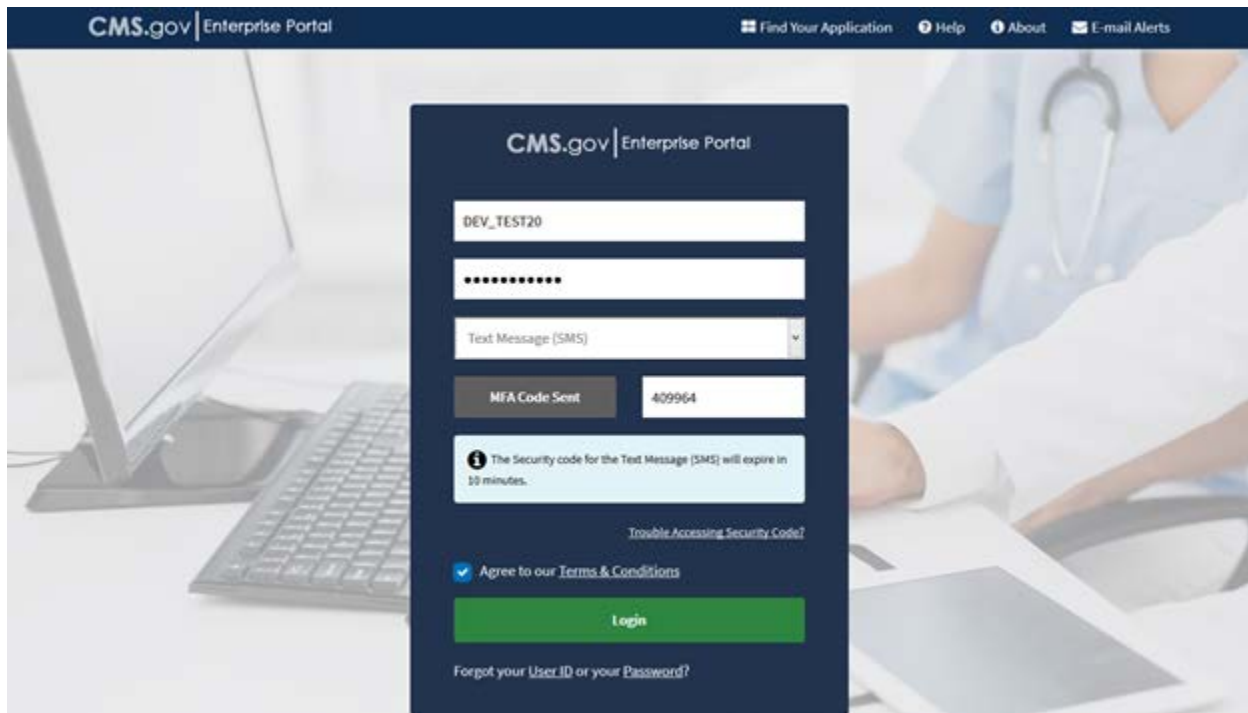 CMS.gov Enterprise Portal Find Your Application Help About E-mail Alerts
CMS.gov Enterprise Portal
DEV_TEST20
•••••••••••
Text Message (SMS)
MFA Code Sent 409964
The Security code for the Text Message (SMS) will expire in
10 minutes.
Trouble Accessing Security Code?
Agree to our Terms & Conditions
Login
Forgot your User ID or your Password?